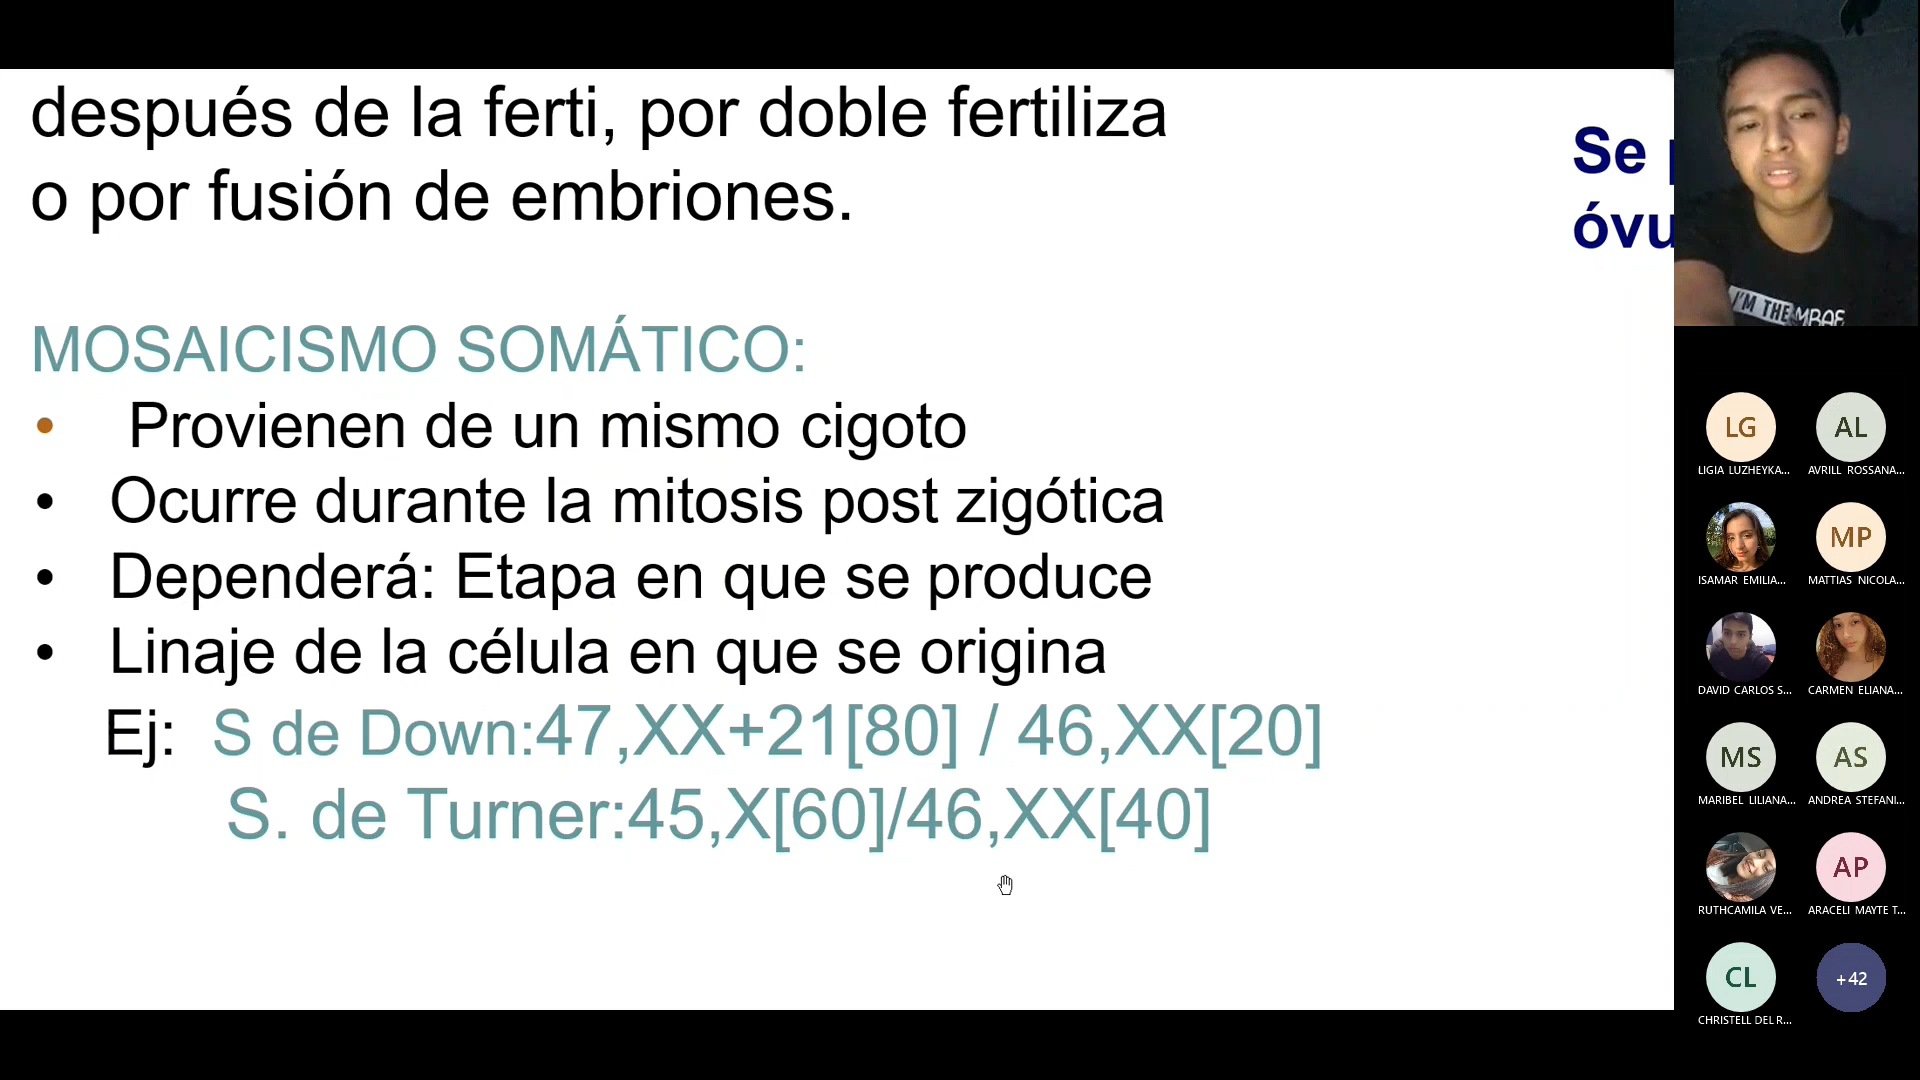 después de la ferti, por doble fertiliza
o por fusión de embriones.
Se
óvu
MOSAICISMO SOMÁTICO:
• Provienen de un mismo cigoto
• Ocurre durante la mitosis post zigótica
• Dependerá: Etapa en que se produce
• Linaje de la célula en que se origina
Ej: S de Down:47,XX+21[80] / 46,XX[20]
S. de Turner:45,X[60]/46,XX[40]
I'M THE
LG
AL
LIGIA LUZHEYKA...
AVRILL ROSSANA...
MP
ISAMAR EMILIA...
MATTIAS NICOLA...
DAVID CARLOS S...
CARMEN ELIANA...
MS
AS
MARIBEL LILIANA...
ANDREA STEFANI...
AP
RUTHCAMILA VE...
ARACELI MAYTE T...
CL
+42
CHRISTELL DEL R...